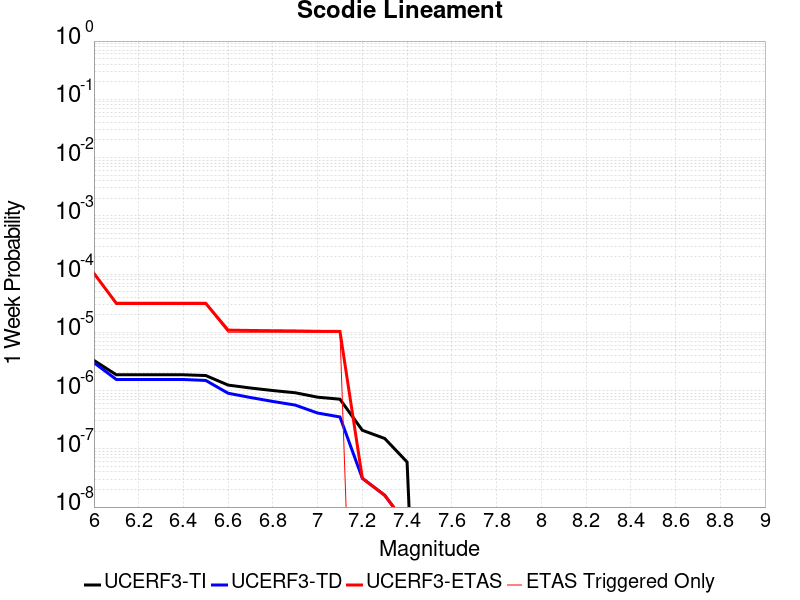 Scodie Lineament
10^0
10^-1
10^-2
10^-3
10^-4
10^-5
10^-6
10^-7
10^-8
1 Week Probability
6 6.2 6.4 6.6 6.8 7 7.2 7.4 7.6 7.8 8 8.2 8.4 8.6 8.8 9
Magnitude
UCERF3-TI UCERF3-TD UCERF3-ETAS ETAS Triggered Only